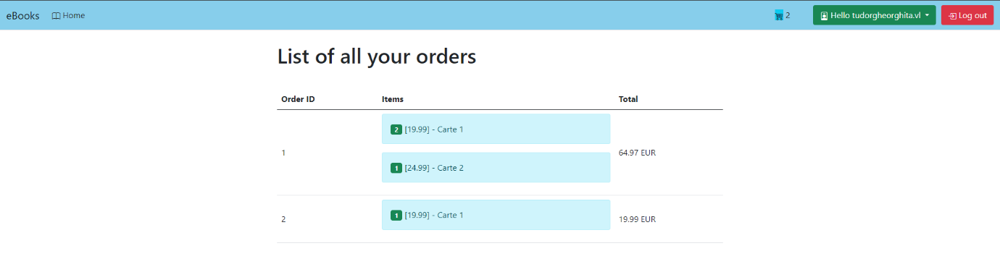 eBooks Home 2 Hello tudorgheorghita.vl Log out
List of all your orders
Order ID Items Total
2 [19.99] - Carte 1
1 64.97 EUR
1 [24.99] - Carte 2
1 [19.99] - Carte 1
2 19.99 EUR